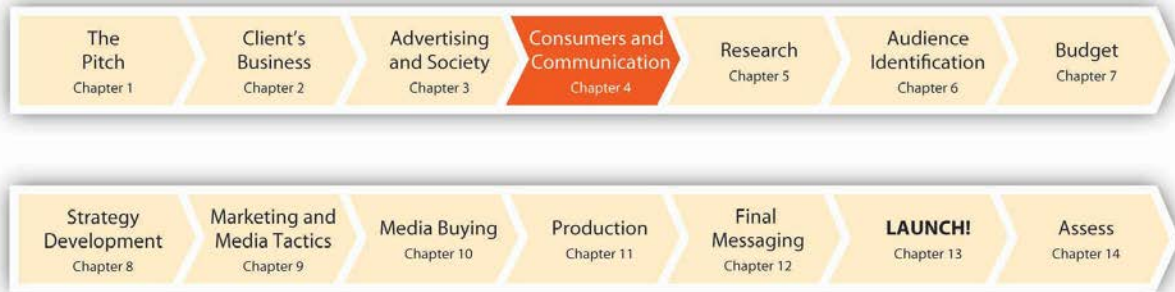 The
Pitch
Chapter 1
Client's
Business
Chapter 2
Advertising
and Society
Chapter 3
Consumers and
Communication
Chapter 4
Research
Chapter 5
Audience
Identification
Chapter 6
Budget
Chapter 7
Strategy
Development
Chapter 8
Marketing and
Media Tactics
Chapter 9
Media Buying
Chapter 10
Production
Chapter 11
Final
Messaging
Chapter 12
LAUNCH!
Chapter 13
Assess
Chapter 14